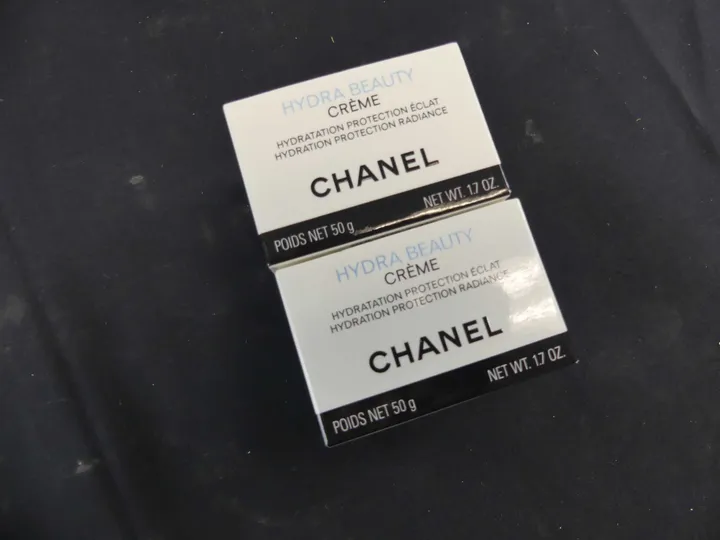 HYDRA BEAUTY
CRÈME
HYDRATATION PROTECTION ÉCLAT
HYDRATION PROTECTION RADIANCE
CHANEL
POIDS NET 50 g NET WT. 1.7 OZ.
HYDRA BEAUTY
CRÈME
HYDRATATION PROTECTION ÉCLAT
HYDRATION PROTECTION RADIANCE
CHANEL
POIDS NET 50 g NET WT. 1.7 OZ.